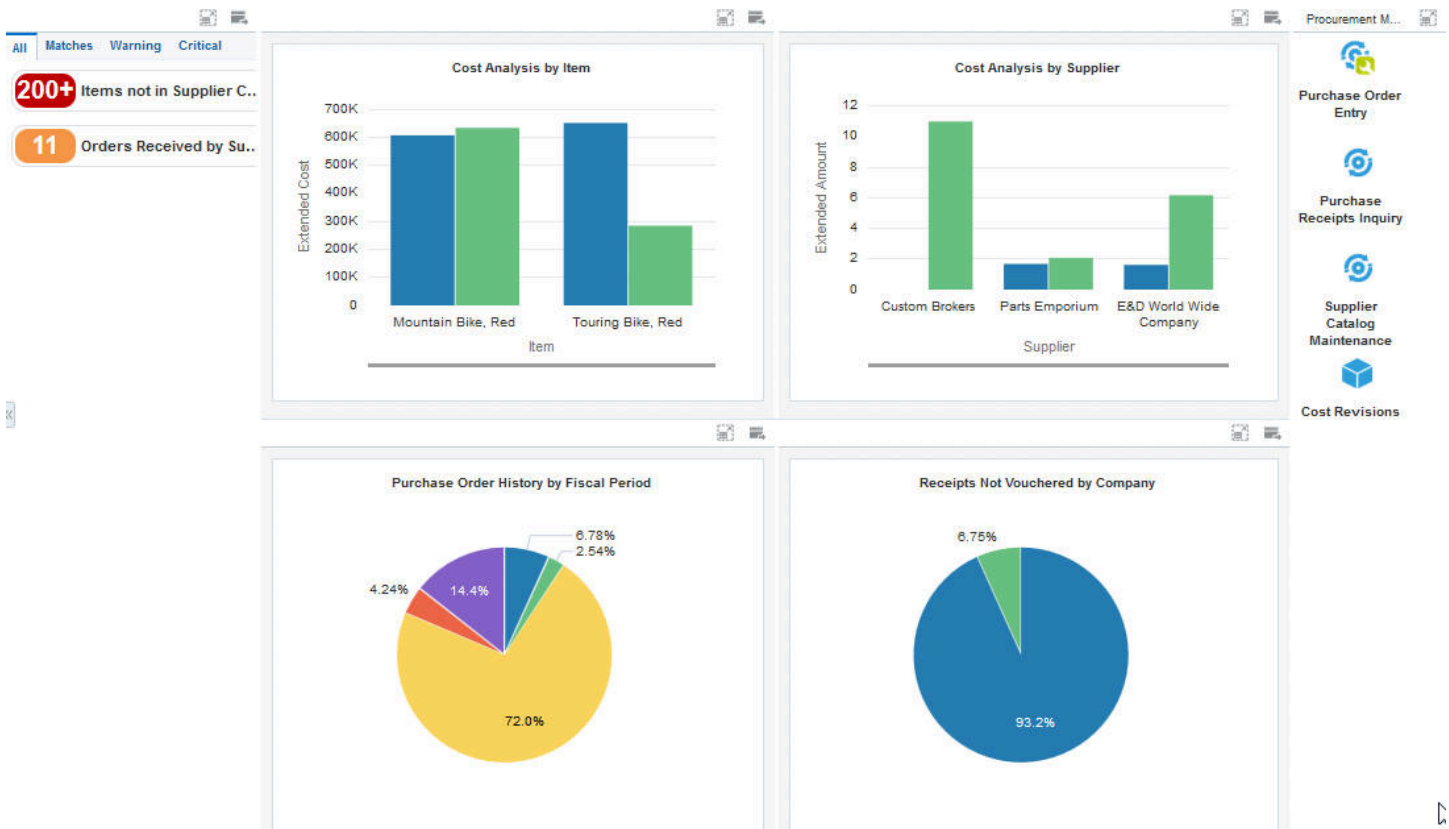 All Matches Warning Critical
200+ Items not in Supplier C..
11 Orders Received by Su..
Cost Analysis by Item
700K
600K
500K
400K
300K
200K
100K
0
Extended Cost
Mountain Bike, Red Touring Bike, Red
Item
Cost Analysis by Supplier
12
10
8
6
4
2
0
Extended Amount
Custom Brokers Parts Emporium E&D World Wide
Company
Supplier
Procurement M...
Purchase Order
Entry
Purchase
Receipts Inquiry
Supplier
Catalog
Maintenance
Cost Revisions
Purchase Order History by Fiscal Period
6.78%
2.54%
4.24%
14.4%
72.0%
Receipts Not Vouchered by Company
6.75%
93.2%